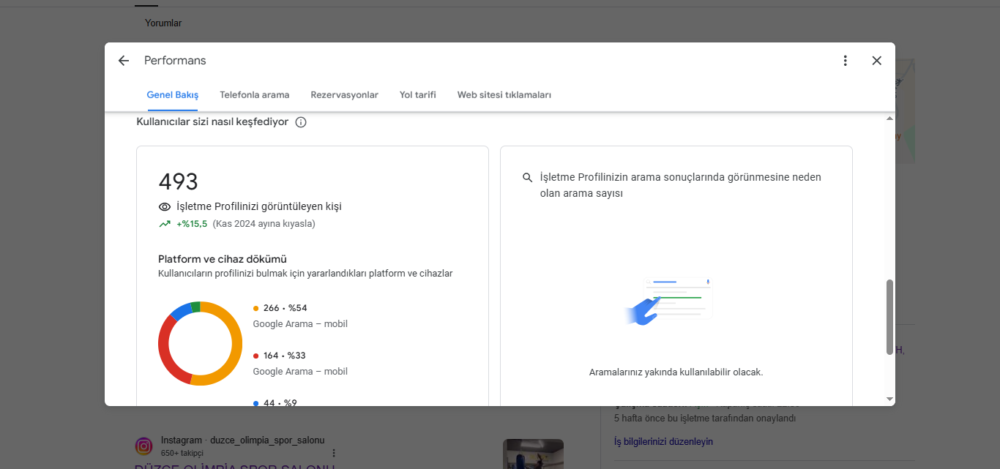 Yorumlar
Performans
Genel Bakış
Telefonla arama
Rezervasyonlar
Yol tarifi
Web sitesi tıklamaları
Kullanıcılar sizi nasıl keşfediyor
493
İşletme Profilinizi görüntüleyen kişi
+%15,5 (Kas 2024 ayına kıyasla)
Platform ve cihaz dökümü
Kullanıcıların profilinizi bulmak için yararlandıkları platform ve cihazlar
266 • %54
Google Arama – mobil
164 • %33
Google Arama – mobil
44 • %9
İşletme Profilinizin arama sonuçlarında görünmesine neden
olan arama sayısı
Aramalarınız yakında kullanılabilir olacak.
5 hafta önce bu işletme tarafından onaylandı
İş bilgilerinizi düzenleyin
Instagram · duzce_olimpia_spor_salonu
650+ takipçi
DÜZCE OLİMPİA SPOR SALONU